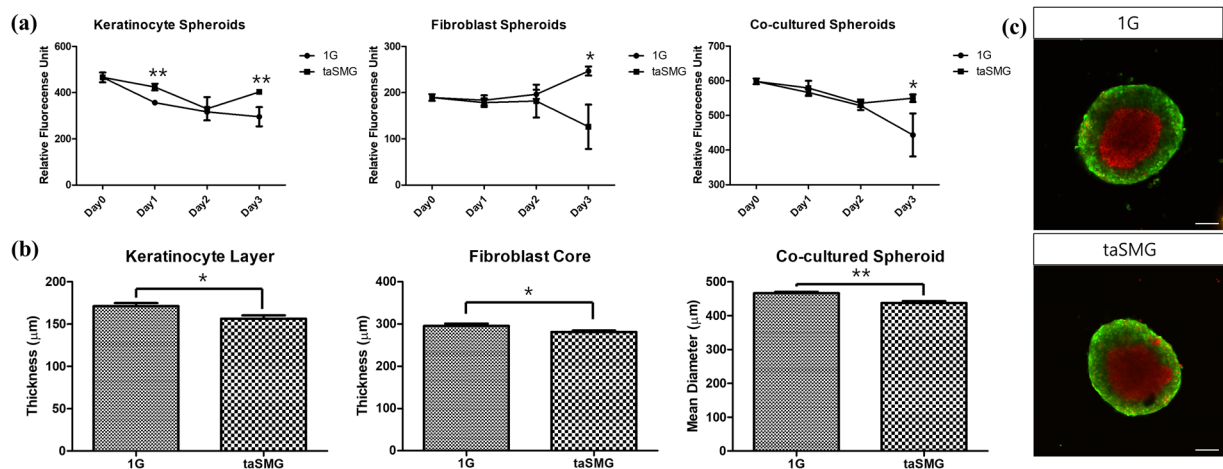 (a)
Keratinocyte Spheroids
Relative Fluorecense Unit
600
400
200
0
Day0
Day1
Day2
Day3
**
**
1G
taSMG
Fibroblast Spheroids
Relative Fluorecense Unit
300
200
100
0
Day0
Day1
Day2
Day3
*
1G
taSMG
Co-cultured Spheroids
Relative Fluorecense Unit
700
600
500
400
300
Day0
Day1
Day2
Day3
*
1G
taSMG
(b)
Keratinocyte Layer
Thickness (μm)
200
150
100
50
0
*
1G
taSMG
Fibroblast Core
Thickness (μm)
400
300
200
100
0
*
1G
taSMG
Co-cultured Spheroid
Mean Diameter (μm)
500
400
300
200
100
0
**
1G
taSMG
(c)
1G
taSMG